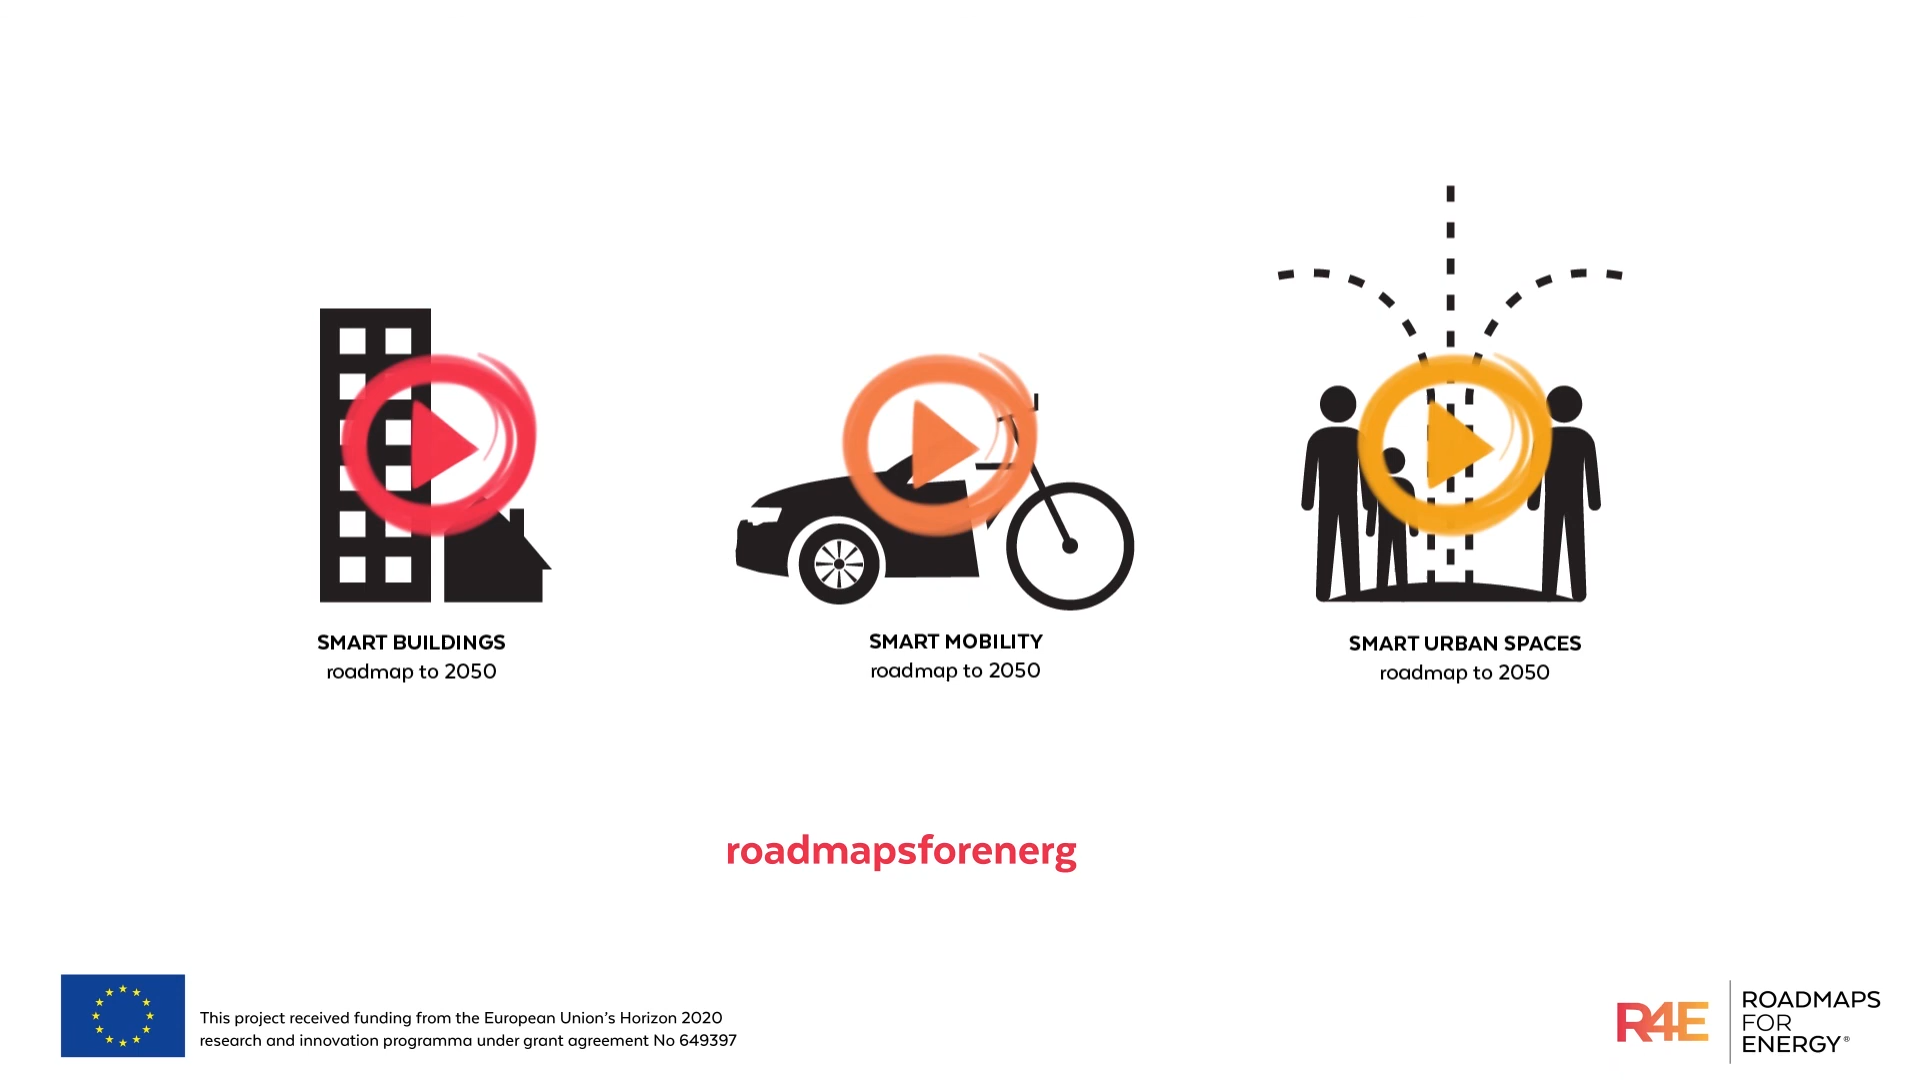 SMART BUILDINGS
roadmap to 2050
SMART MOBILITY
roadmap to 2050
SMART URBAN SPACES
roadmap to 2050
roadmapsforenerg
This project received funding from the European Union's Horizon 2020
research and innovation programma under grant agreement No 649397
R4E
ROADMAPS
FOR
ENERGY®